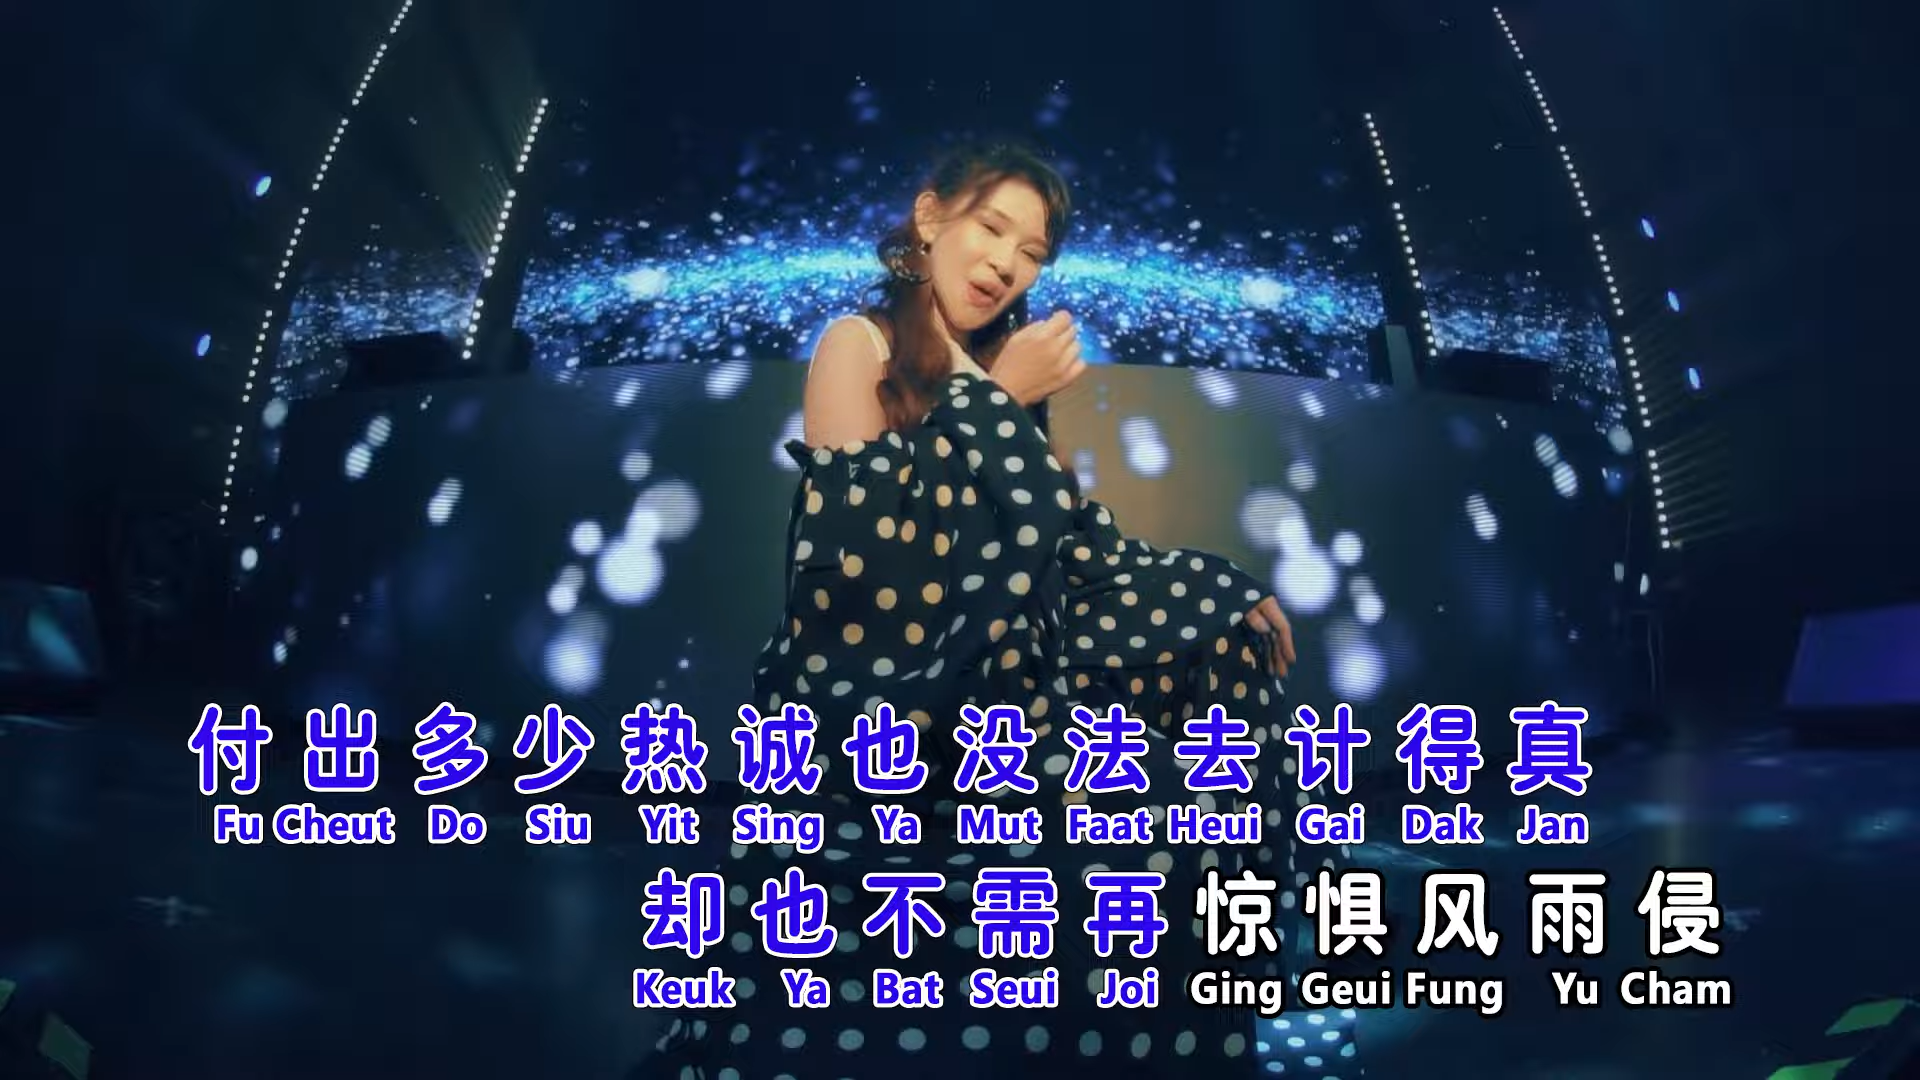 付出多少热诚也没法去计得真
Fu Cheut Do Siu Yit Sing Ya Mut Faat Heui Gai Dak Jan
却也不需再惊惧风雨侵
Keuk Ya Bat Seui Joi Ging Geui Fung Yu Cham